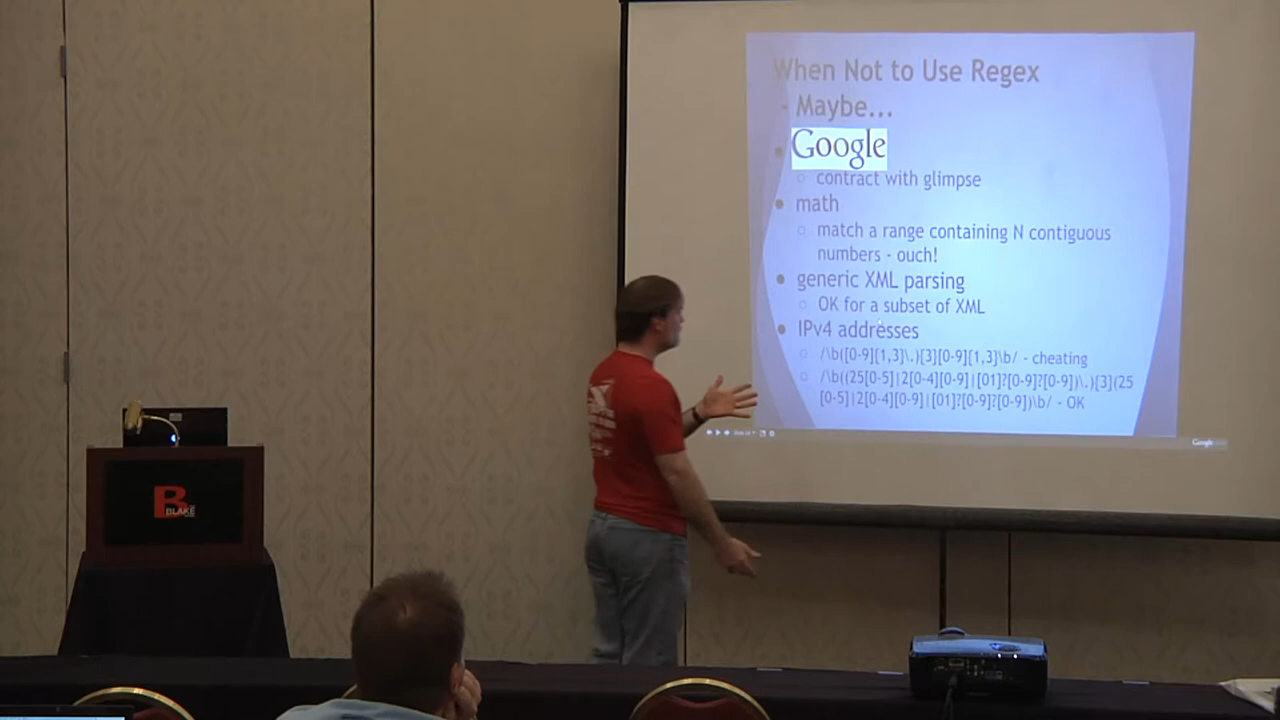 When Not to Use Regex
- Maybe...
Google
contract with glimpse
math
match a range containing N contiguous
numbers - ouch!
generic XML parsing
OK for a subset of XML
IPv4 addresses
/\b([0-9]{1,3}\.){3}[0-9]{1,3}\b/ - cheating
/\b((25[0-5]|2[0-4][0-9]|[01]?[0-9]?[0-9])\.){3}(25
[0-5]|2[0-4][0-9]|[01]?[0-9]?[0-9])\b/ - OK
Google
B
BLAKE